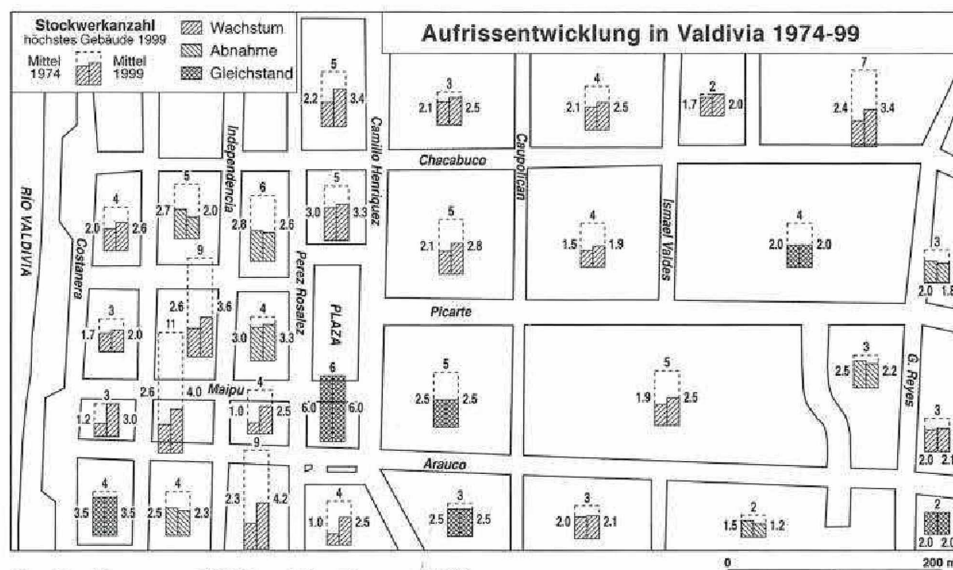 Stockwerkanzahl
höchstes Gebäude 1999
Mittel 1974
Mittel 1999
Wachstum
Abnahme
Gleichstand
Aufrissentwicklung in Valdivia 1974-99
5
2.2 3.4
3
2.1 2.5
4
2.1 2.5
2
1.7 2.0
7
2.4 3.4
Independencia
Camillo Henriquez
Chacabuco
Caupolican
RÍO VALDIVIA
Costanera
4
2.0 2.6
5
2.7 2.0
6
2.8 2.6
5
3.0 3.3
5
2.1 2.8
4
1.5 1.9
Ismael Valdes
4
2.0 2.0
3
2.0 1.8
Perez Rosalez
PLAZA
Picarte
3
1.7 2.0
9
2.6 3.6
4
3.0 3.3
6
6.0 6.0
5
2.5 2.5
5
1.9 2.5
3
2.5 2.2
G. Reyes
Maipu
3
1.2 3.0
11
2.6 4.0
4
1.0 2.5
3
2.0 2.1
Arauco
4
3.5 3.5
4
2.5 2.3
9
2.3 4.2
4
1.0 2.5
3
2.5 2.5
3
2.0 2.1
2
1.5 1.2
2
2.0 2.0
0 200 m